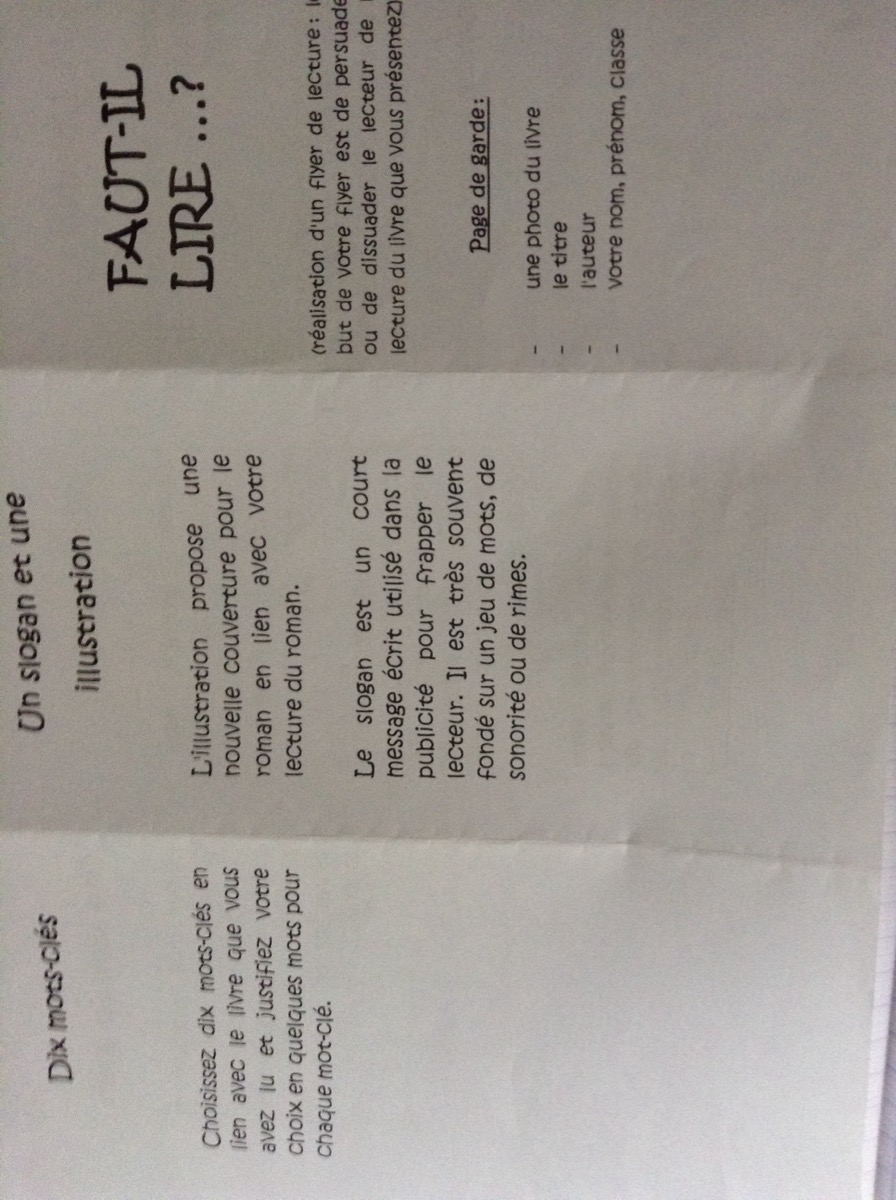 Dix mots-clés
Choisissez dix mots-clés en
lien avec le livre que vous
avez lu et justifiez votre
choix en quelques mots pour
chaque mot-clé.
Un slogan et une
illustration
L'illustration propose une
nouvelle couverture pour le
roman en lien avec votre
lecture du roman.
Le slogan est un court
message écrit utilisé dans la
publicité pour frapper le
lecteur. Il est très souvent
fondé sur un jeu de mots, de
sonorité ou de rimes.
FAUT-IL
LIRE ...?
(réalisation d'un flyer de lecture:
but de votre flyer est de
ou de dissuader le lecteur de
lecture du livre que vous présentez)
Page de garde:
- une photo du livre
- le titre
- l'auteur
- votre nom, prénom, classe